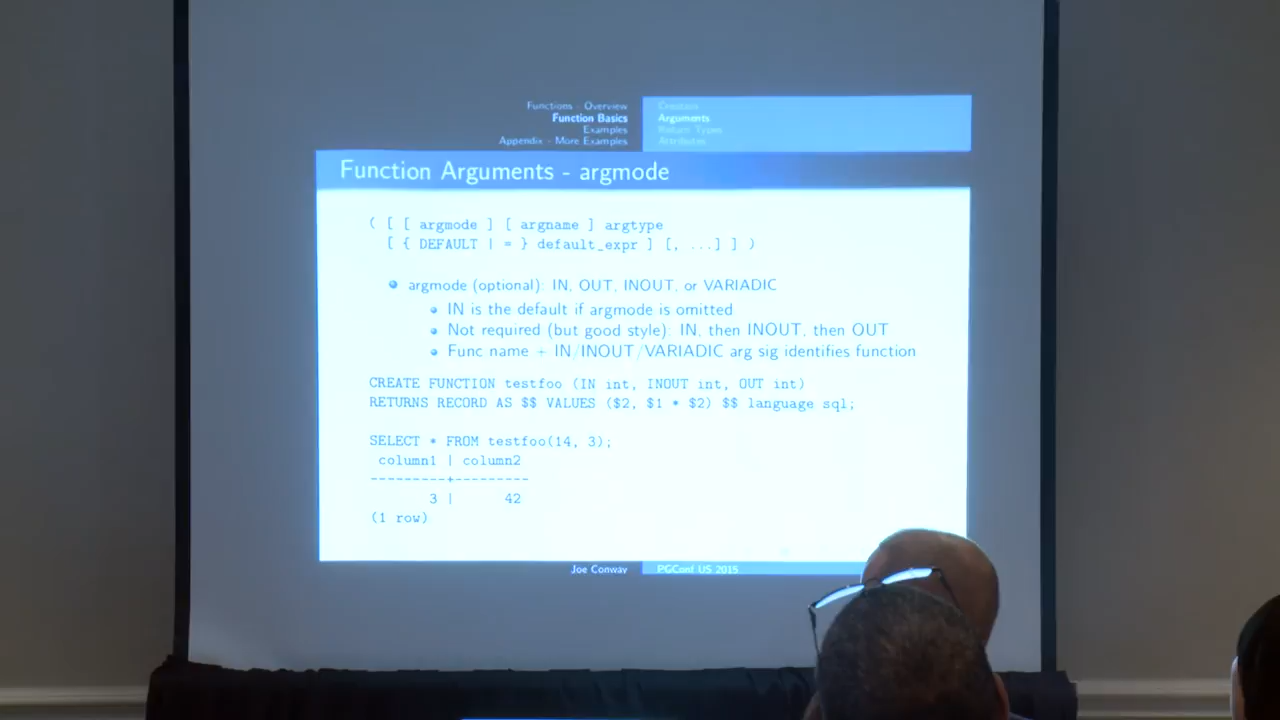 Functions - Overview
Function Basics
Examples
Appendix - More Examples
Creation
Arguments
Return Types
Attributes
Function Arguments - argmode
( [ [ argmode ] [ argname ] argtype
[ { DEFAULT | = } default_expr ] [, ...] ] )
argmode (optional): IN, OUT, INOUT, or VARIADIC
IN is the default if argmode is omitted
Not required (but good style): IN, then INOUT, then OUT
Func name + IN/INOUT/VARIADIC arg sig identifies function
CREATE FUNCTION testfoo (IN int, INOUT int, OUT int)
RETURNS RECORD AS $$ VALUES ($2, $1 * $2) $$ language sql;
SELECT * FROM testfoo(14, 3);
column1 | column2
---------+---------
3 | 42
(1 row)
Joe Conway
PGConf US 2015